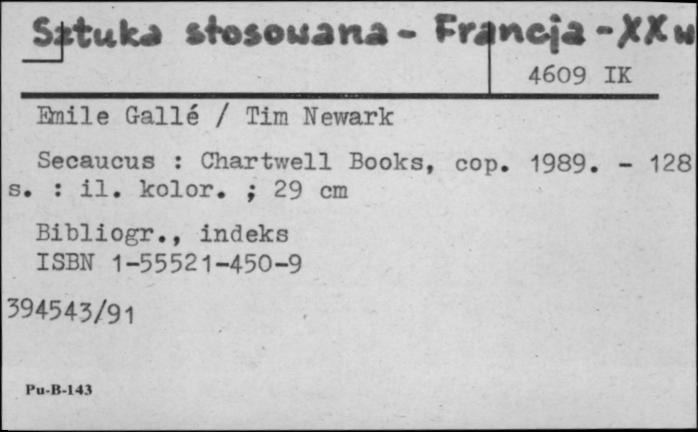 Sztuka stosowana - Francja - XX w
4609 IK
Emile Gallé / Tim Newark
Secaucus : Chartwell Books, cop. 1989. - 128
s. : il. kolor. ; 29 cm
Bibliogr., indeks
ISBN 1-55521-450-9
394543/91
Pu-B-143